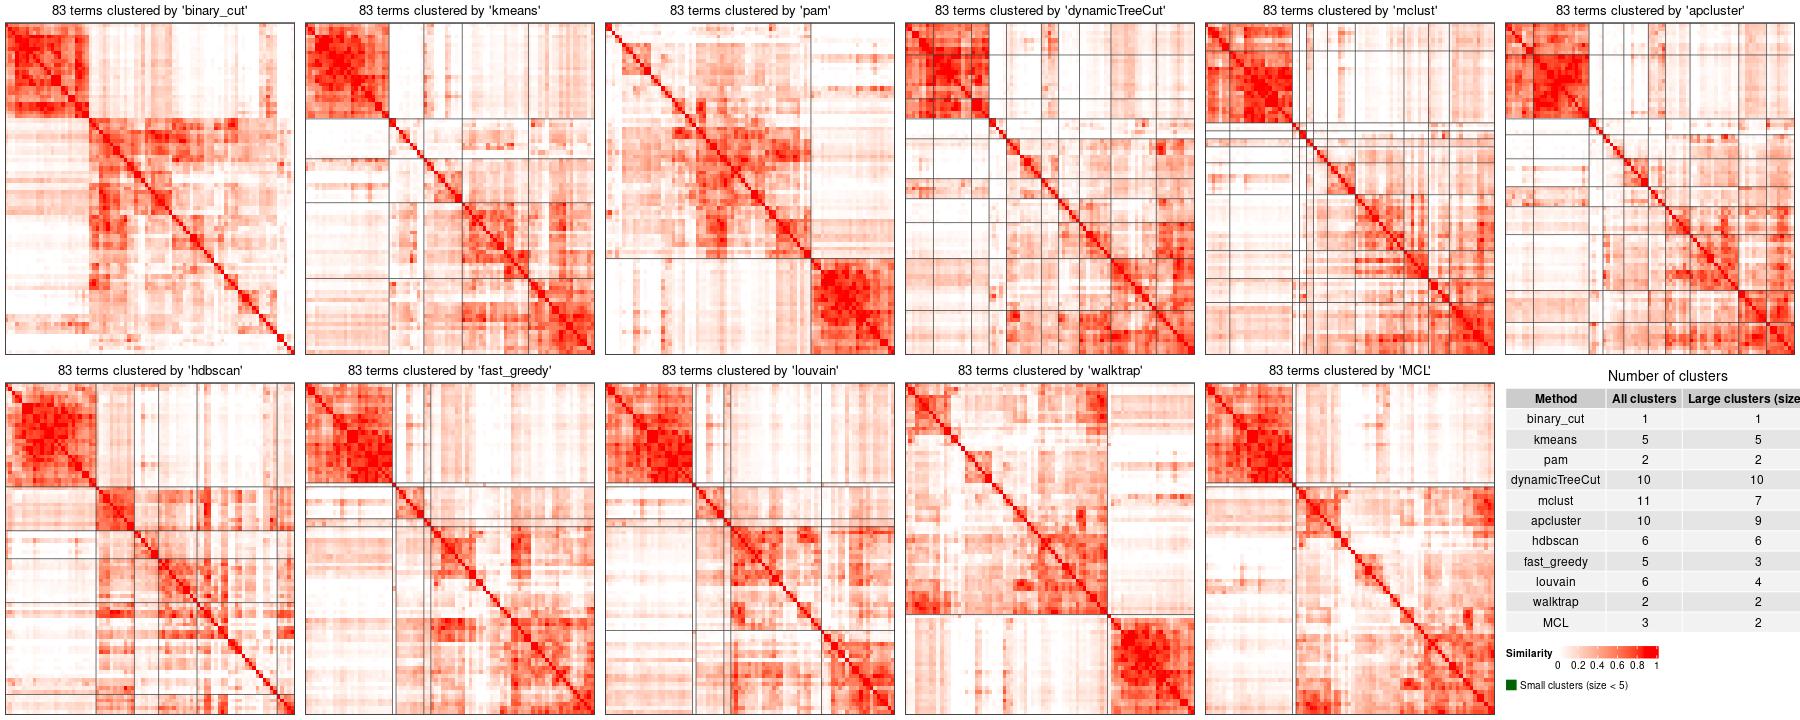 83 terms clustered by 'binary_cut'
83 terms clustered by 'kmeans'
83 terms clustered by 'pam'
83 terms clustered by 'dynamicTreeCut'
83 terms clustered by 'mclust'
83 terms clustered by 'apcluster'
83 terms clustered by 'hdbscan'
83 terms clustered by 'fast_greedy'
83 terms clustered by 'louvain'
83 terms clustered by 'walktrap'
83 terms clustered by 'MCL'
Number of clusters
Method All clusters Large clusters (size
binary_cut 1 1
kmeans 5 5
pam 2 2
dynamicTreeCut 10 10
mclust 11 7
apcluster 10 9
hdbscan 6 6
fast_greedy 5 3
louvain 6 4
walktrap 2 2
MCL 3 2
Similarity
0 0.2 0.4 0.6 0.8 1
Small clusters (size < 5)